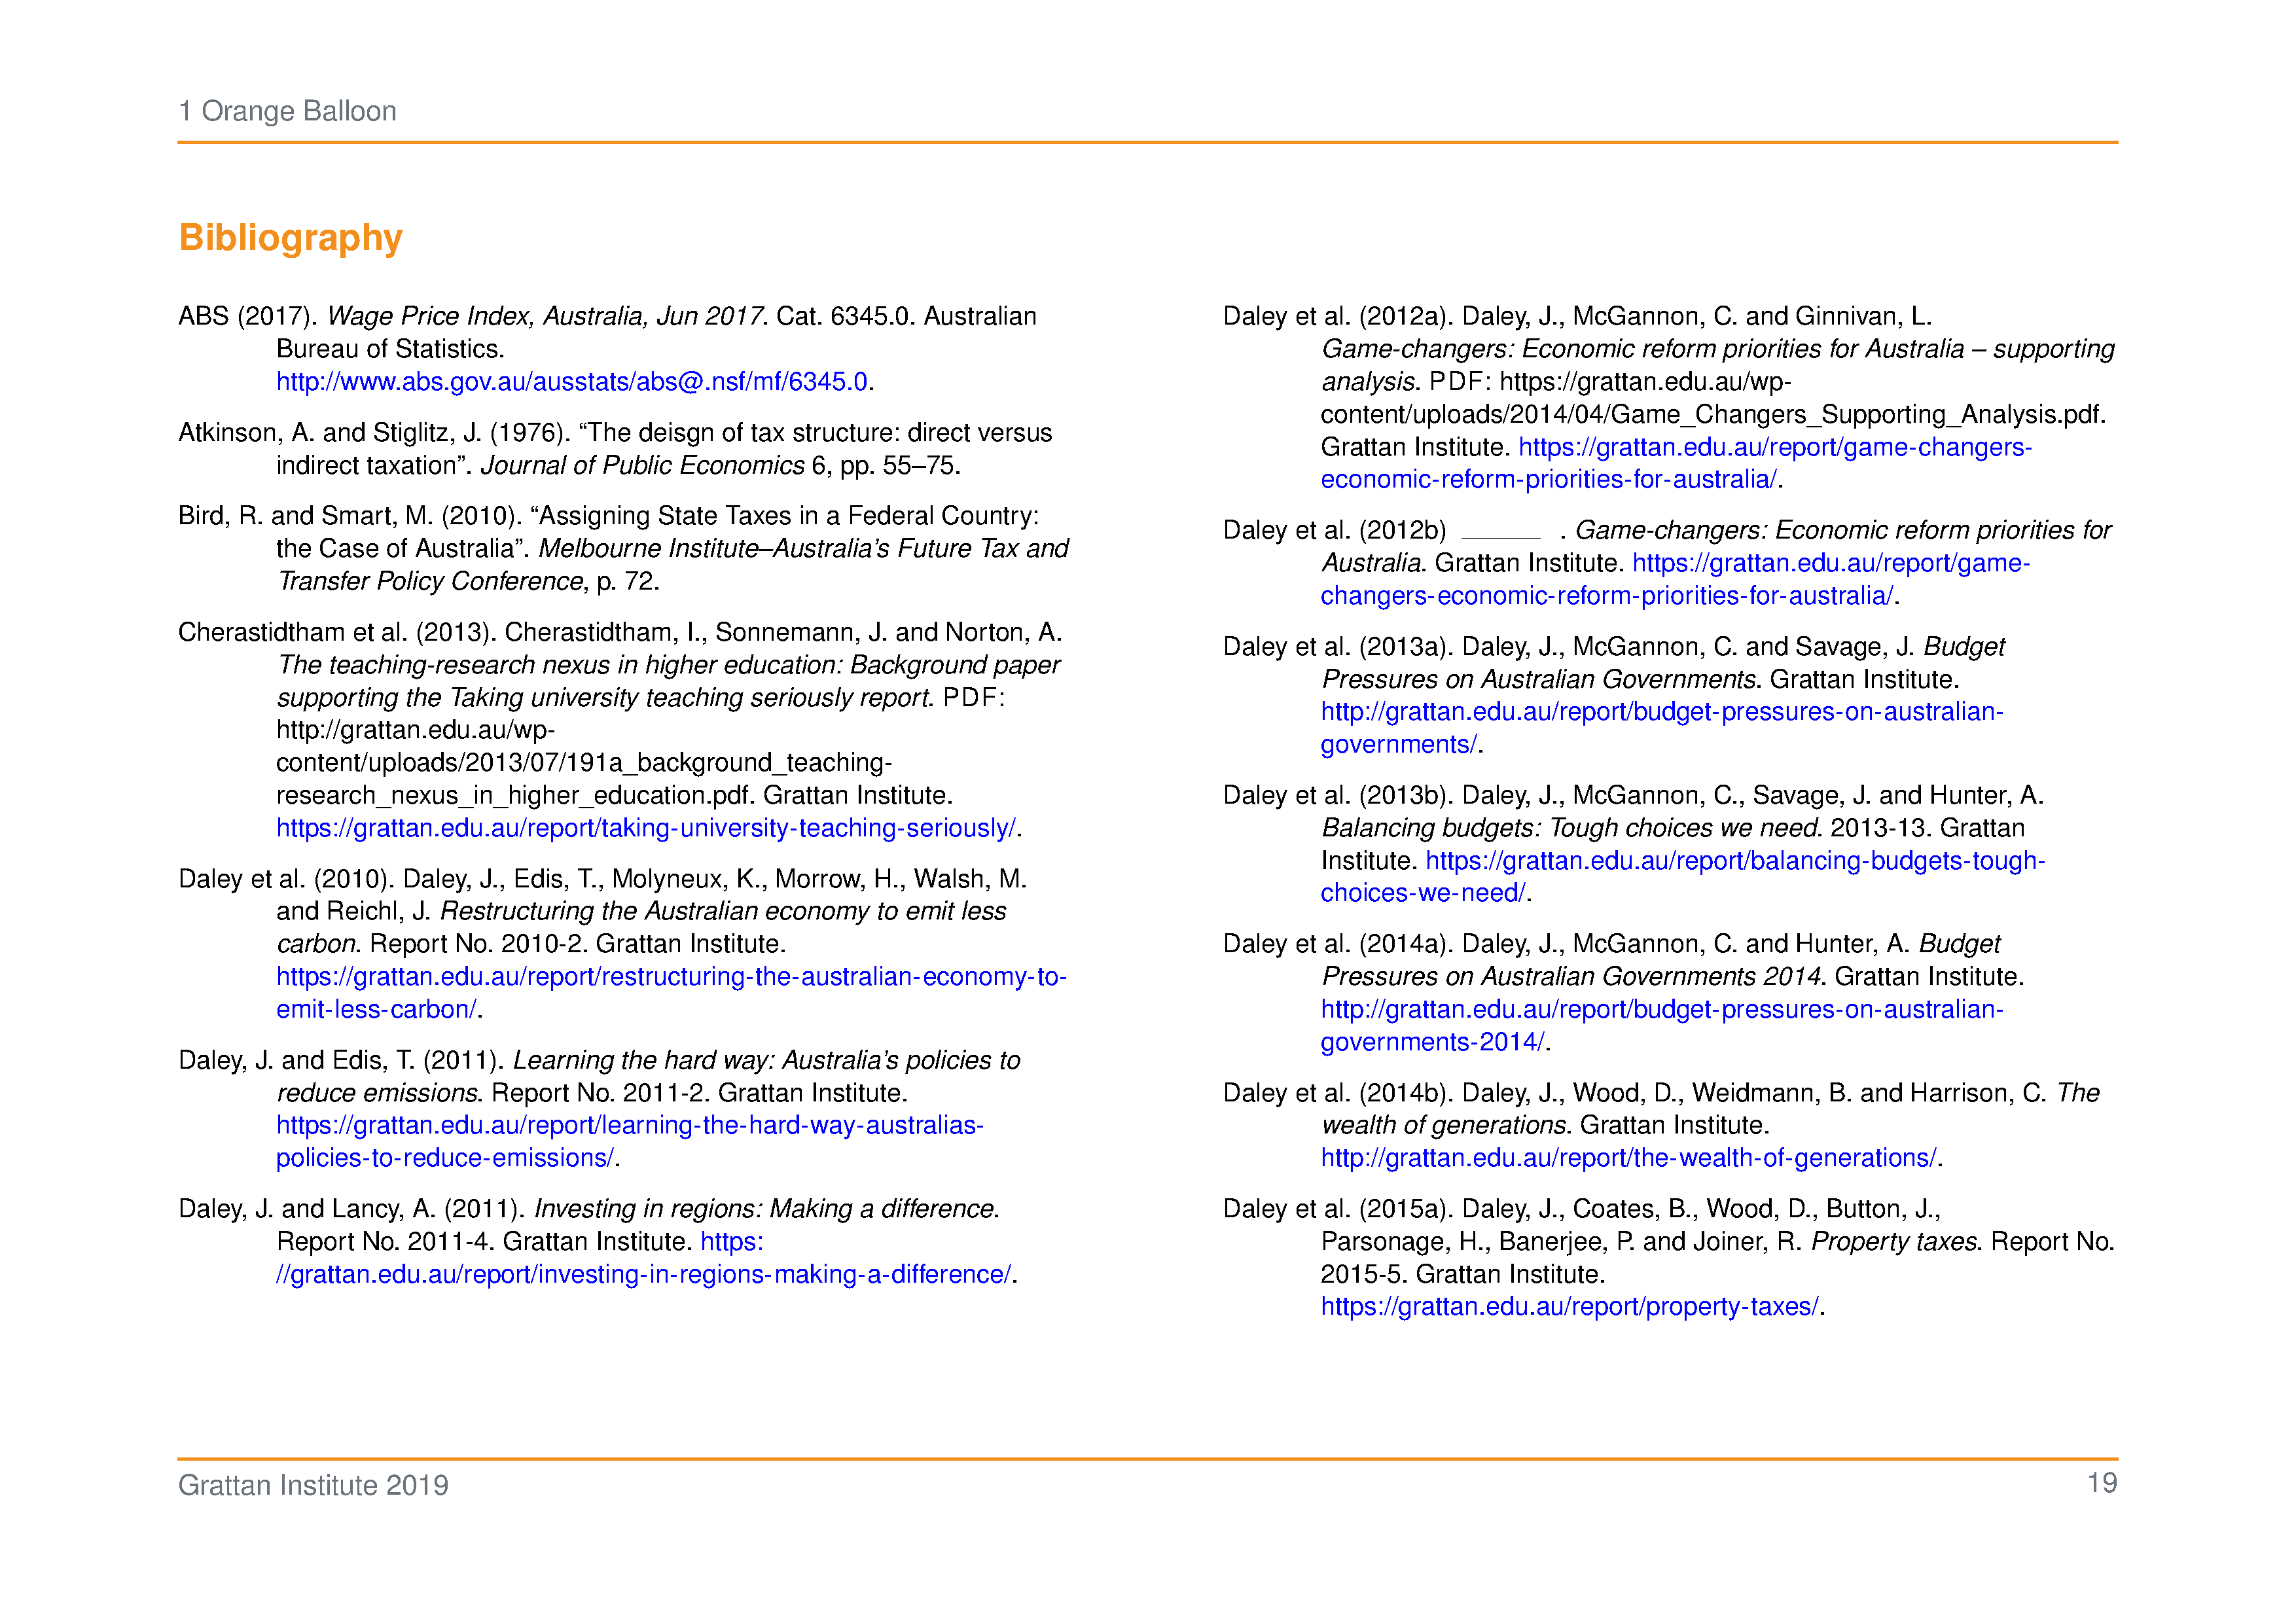 1 Orange Balloon
Bibliography
ABS (2017). Wage Price Index, Australia, Jun 2017. Cat. 6345.0. Australian
Bureau of Statistics.
http://www.abs.gov.au/ausstats/abs@.nsf/mf/6345.0.
Atkinson, A. and Stiglitz, J. (1976). “The deisgn of tax structure: direct versus
indirect taxation”. Journal of Public Economics 6, pp. 55–75.
Bird, R. and Smart, M. (2010). “Assigning State Taxes in a Federal Country:
the Case of Australia”. Melbourne Institute–Australia’s Future Tax and
Transfer Policy Conference, p. 72.
Cherastidtham et al. (2013). Cherastidtham, I., Sonnemann, J. and Norton, A.
The teaching-research nexus in higher education: Background paper
supporting the Taking university teaching seriously report. PDF:
http://grattan.edu.au/wp-
content/uploads/2013/07/191a_background_teaching-
research_nexus_in_higher_education.pdf. Grattan Institute.
https://grattan.edu.au/report/taking-university-teaching-seriously/.
Daley et al. (2010). Daley, J., Edis, T., Molyneux, K., Morrow, H., Walsh, M.
and Reichl, J. Restructuring the Australian economy to emit less
carbon. Report No. 2010-2. Grattan Institute.
https://grattan.edu.au/report/restructuring-the-australian-economy-to-
emit-less-carbon/.
Daley, J. and Edis, T. (2011). Learning the hard way: Australia’s policies to
reduce emissions. Report No. 2011-2. Grattan Institute.
https://grattan.edu.au/report/learning-the-hard-way-australias-
policies-to-reduce-emissions/.
Daley, J. and Lancy, A. (2011). Investing in regions: Making a difference.
Report No. 2011-4. Grattan Institute. https:
//grattan.edu.au/report/investing-in-regions-making-a-difference/.
Daley et al. (2012a). Daley, J., McGannon, C. and Ginnivan, L.
Game-changers: Economic reform priorities for Australia – supporting
analysis. PDF: https://grattan.edu.au/wp-
content/uploads/2014/04/Game_Changers_Supporting_Analysis.pdf.
Grattan Institute. https://grattan.edu.au/report/game-changers-
economic-reform-priorities-for-australia/.
Daley et al. (2012b) ______ . Game-changers: Economic reform priorities for
Australia. Grattan Institute. https://grattan.edu.au/report/game-
changers-economic-reform-priorities-for-australia/.
Daley et al. (2013a). Daley, J., McGannon, C. and Savage, J. Budget
Pressures on Australian Governments. Grattan Institute.
http://grattan.edu.au/report/budget-pressures-on-australian-
governments/.
Daley et al. (2013b). Daley, J., McGannon, C., Savage, J. and Hunter, A.
Balancing budgets: Tough choices we need. 2013-13. Grattan
Institute. https://grattan.edu.au/report/balancing-budgets-tough-
choices-we-need/.
Daley et al. (2014a). Daley, J., McGannon, C. and Hunter, A. Budget
Pressures on Australian Governments 2014. Grattan Institute.
http://grattan.edu.au/report/budget-pressures-on-australian-
governments-2014/.
Daley et al. (2014b). Daley, J., Wood, D., Weidmann, B. and Harrison, C. The
wealth of generations. Grattan Institute.
http://grattan.edu.au/report/the-wealth-of-generations/.
Daley et al. (2015a). Daley, J., Coates, B., Wood, D., Button, J.,
Parsonage, H., Banerjee, P. and Joiner, R. Property taxes. Report No.
2015-5. Grattan Institute.
https://grattan.edu.au/report/property-taxes/.
Grattan Institute 2019
19